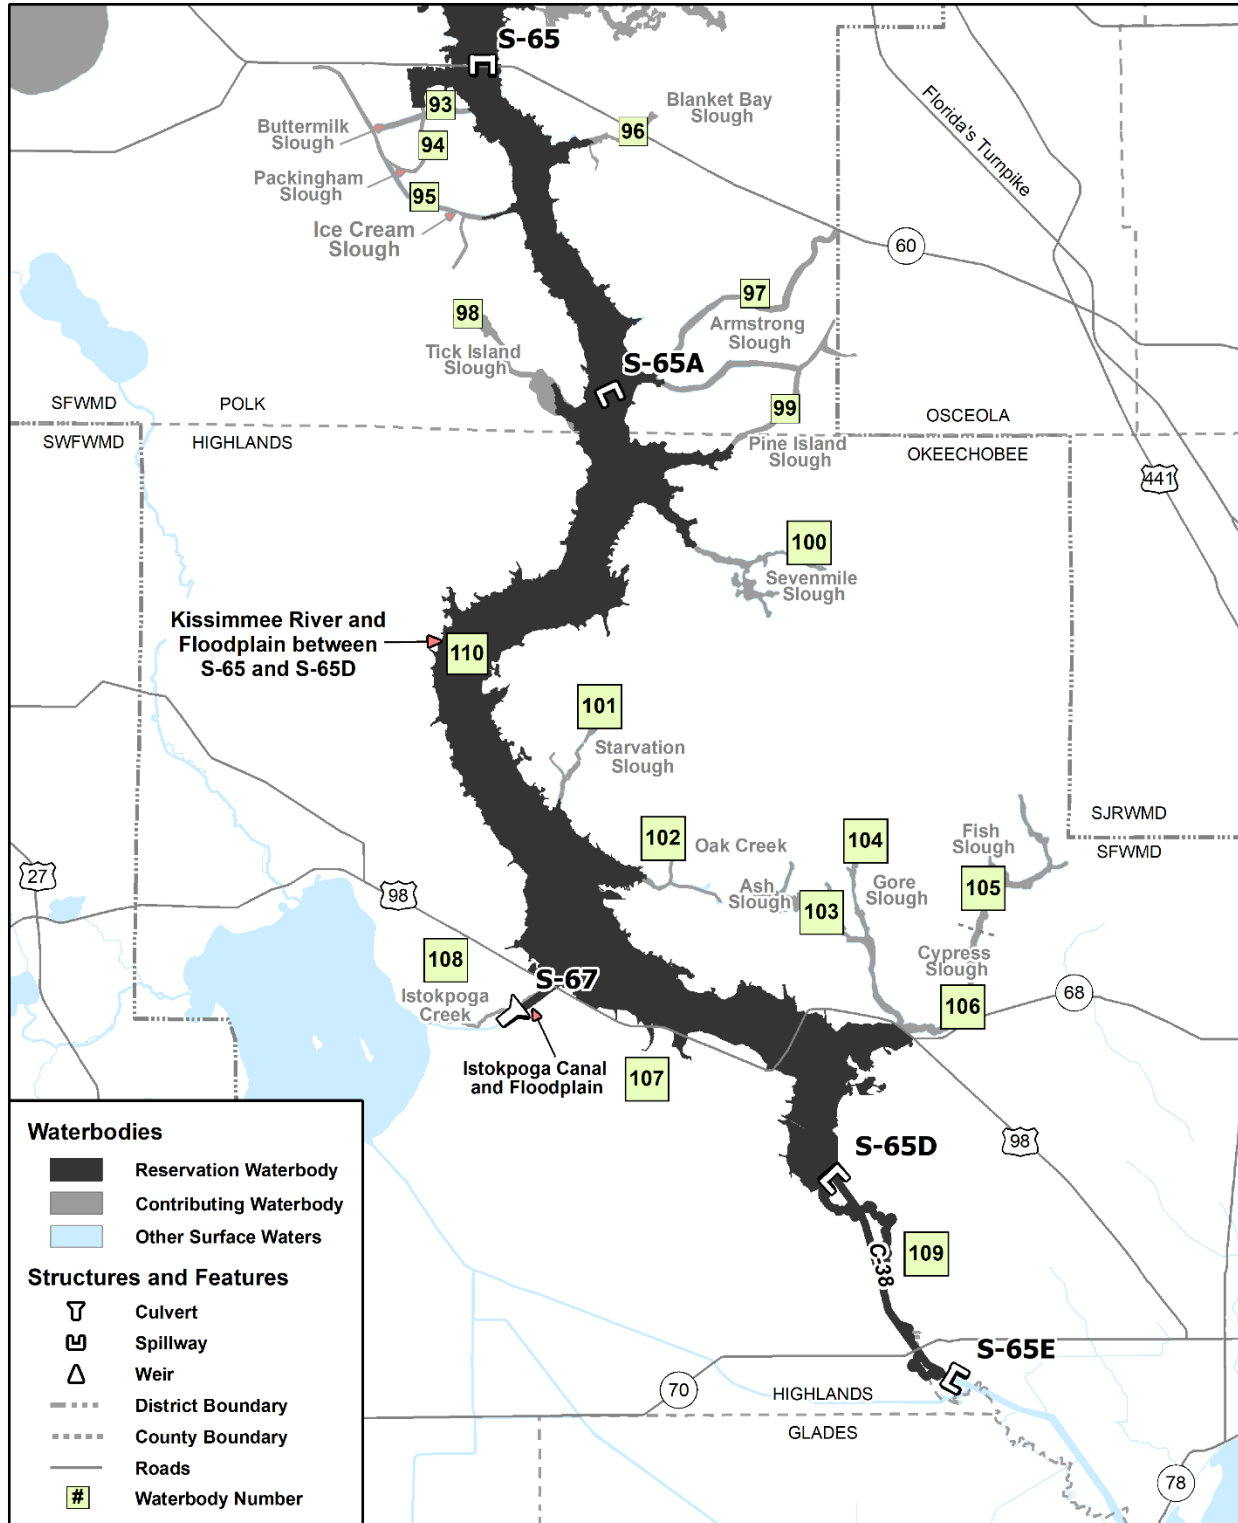 S-65
93
Blanket Bay
Slough
Buttermilk
Slough
94
96
Florida's Turnpike
Packingham
Slough
95
Ice Cream
Slough
60
97
98
Armstrong
Slough
Tick Island
Slough
S-65A
SFWMD
POLK
99
OSCEOLA
SWFWMD
HIGHLANDS
Pine Island
Slough
OKEECHOBEE
441
100
Sevenmile
Slough
Kissimmee River and
Floodplain between
S-65 and S-65D
110
101
Starvation
Slough
102
Oak Creek
104
Fish
Slough
SJRWMD
SFWMD
27
98
Ash
Slough
103
Gore
Slough
105
108
Istokpoga
Creek
S-67
Cypress
Slough
68
106
Istokpoga Canal
and Floodplain
107
98
S-65D
109
C-38
S-65E
70
HIGHLANDS
GLADES
78
Waterbodies
Reservation Waterbody
Contributing Waterbody
Other Surface Waters
Structures and Features
Culvert
Spillway
Weir
District Boundary
County Boundary
Roads
# Waterbody Number